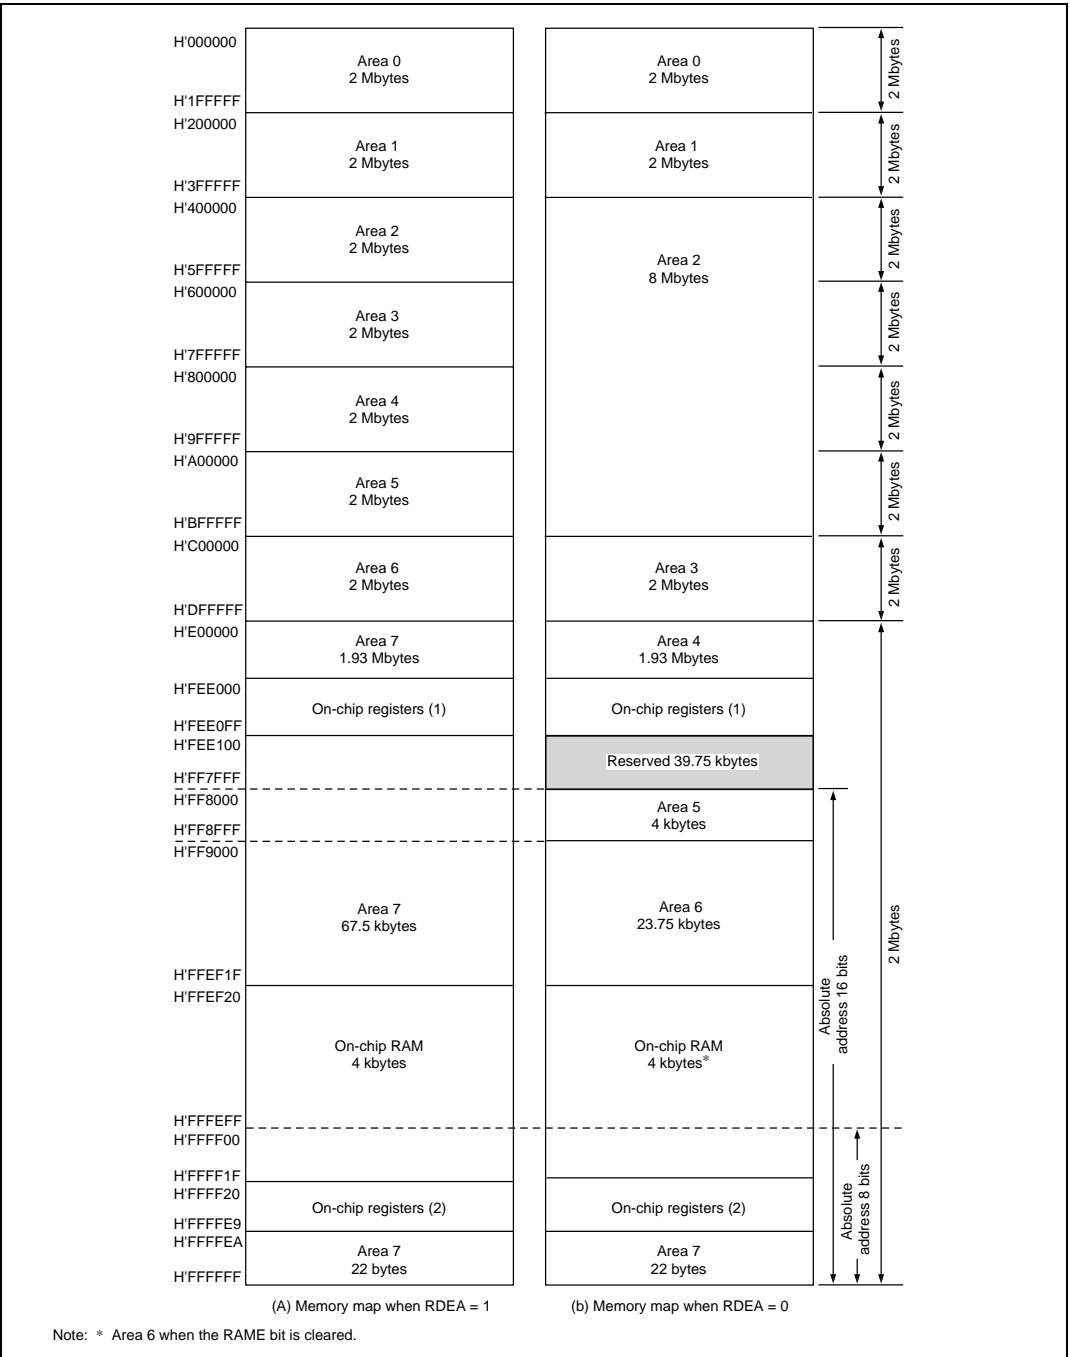 H'000000
Area 0
2 Mbytes
Area 0
2 Mbytes
2 Mbytes
H'1FFFFF
H'200000
Area 1
2 Mbytes
Area 1
2 Mbytes
2 Mbytes
H'3FFFFF
H'400000
Area 2
2 Mbytes
Area 2
8 Mbytes
2 Mbytes
H'5FFFFF
H'600000
Area 3
2 Mbytes
2 Mbytes
H'7FFFFF
H'800000
Area 4
2 Mbytes
2 Mbytes
H'9FFFFF
H'A00000
Area 5
2 Mbytes
2 Mbytes
H'BFFFFF
H'C00000
Area 6
2 Mbytes
Area 3
2 Mbytes
2 Mbytes
H'DFFFFF
H'E00000
Area 7
1.93 Mbytes
Area 4
1.93 Mbytes
H'FEE000
On-chip registers (1)
On-chip registers (1)
H'FEE0FF
H'FEE100
Reserved 39.75 kbytes
H'FF7FFF
H'FF8000
Area 5
4 kbytes
H'FF8FFF
H'FF9000
Area 7
67.5 kbytes
Area 6
23.75 kbytes
2 Mbytes
H'FFEF1F
H'FFEF20
Absolute
address 16 bits
On-chip RAM
4 kbytes
On-chip RAM
4 kbytes*
H'FFFEFF
H'FFFF00
H'FFFF1F
H'FFFF20
On-chip registers (2)
On-chip registers (2)
Absolute
address 8 bits
H'FFFFE9
H'FFFFEA
Area 7
22 bytes
Area 7
22 bytes
H'FFFFFF
(A) Memory map when RDEA = 1
(b) Memory map when RDEA = 0
Note: * Area 6 when the RAME bit is cleared.